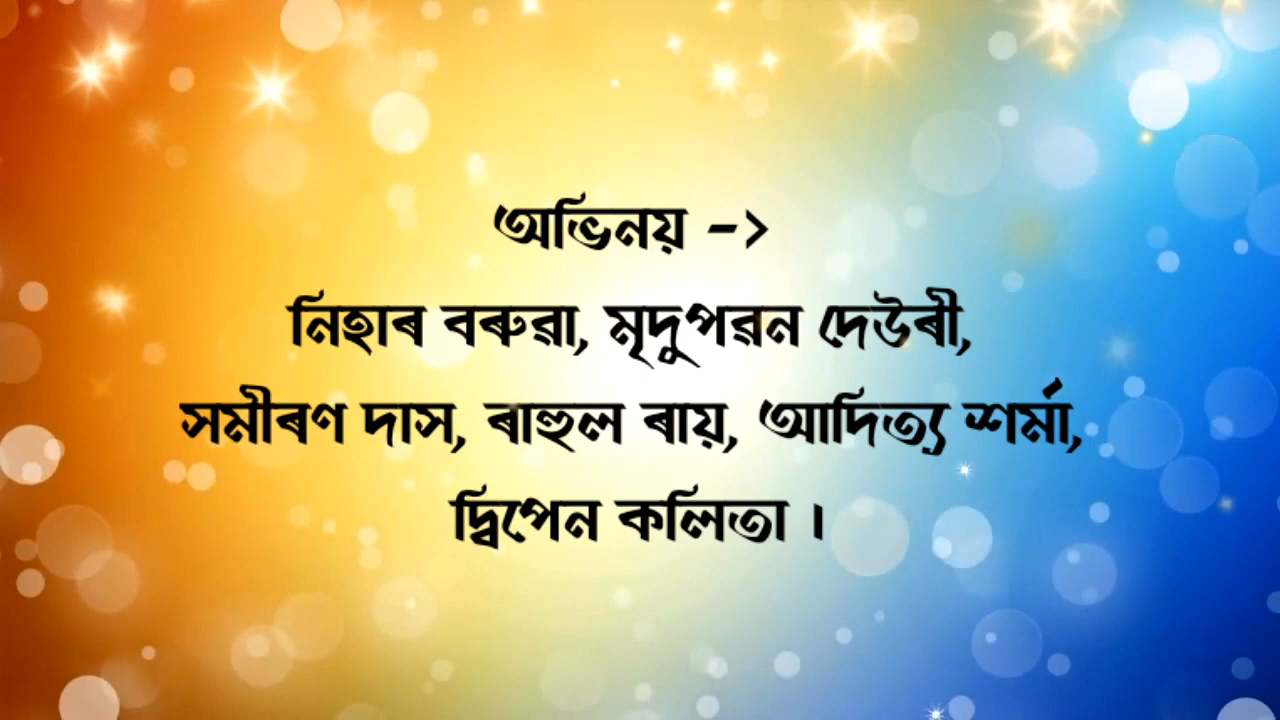 অভিনয় ->
নিহাৰ বৰুৱা, মৃদুপৱন দেউৰী,
সমীৰণ দাস, ৰাহুল ৰায়, আদিত্য শৰ্মা,
দ্বিপেন কলিতা ।